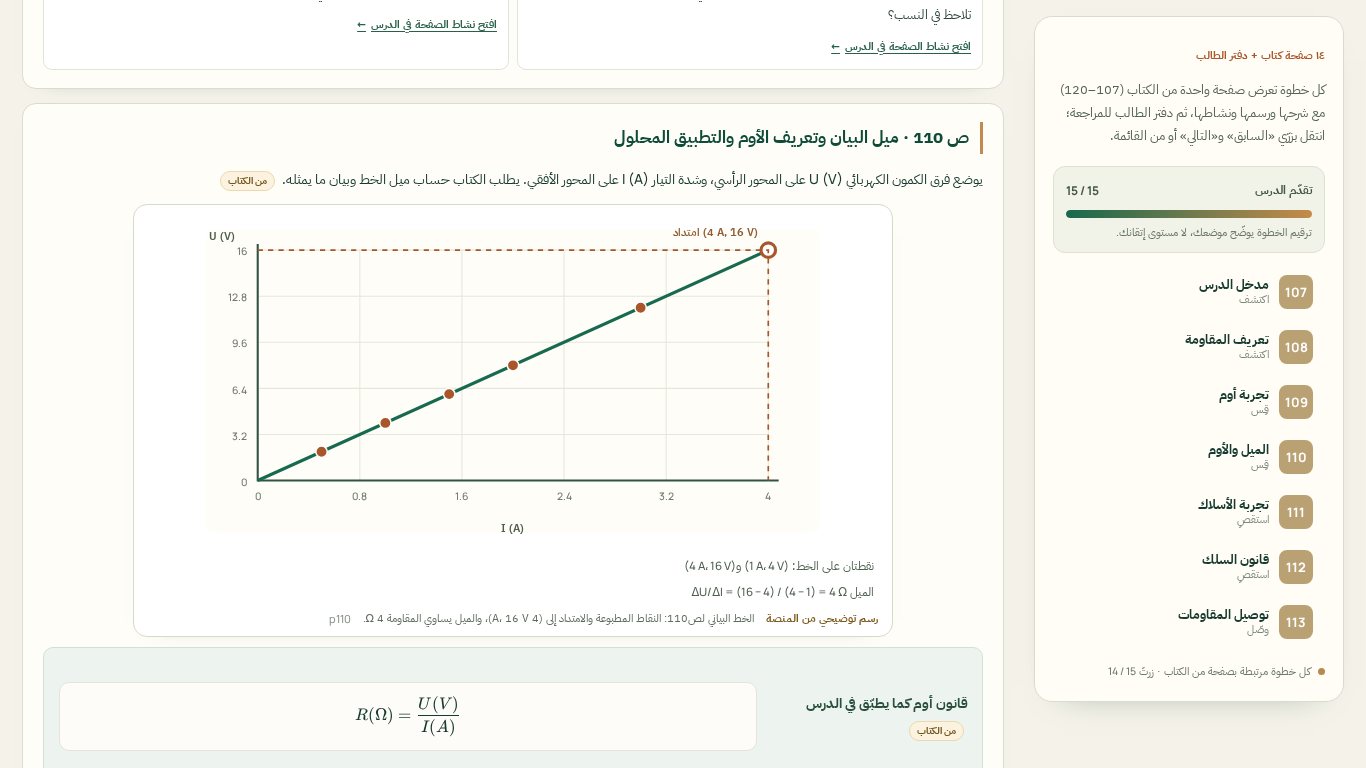 تلاحظ في النسب؟
افتح نشاط الصفحة في الدرس ←
افتح نشاط الصفحة في الدرس ←
ص 110 · ميل البيان وتعريف الأوم والتطبيق المحلول
يوضع فرق الكمون الكهربائي U (V) على المحور الرأسي، وشدة التيار I (A) على المحور الأفقي. يطلب الكتاب حساب ميل الخط وبيان ما يمثله. من الكتاب
U (V)
امتداد (4 A, 16 V)
16
12.8
9.6
6.4
3.2
0
0 0.8 1.6 2.4 3.2 4
I (A)
نقطتان على الخط: (1 A، 4 V) و(4 A، 16 V)
الميل ΔU/ΔI = (16 − 4) / (4 − 1) = 4 Ω
رسم توضيحي من المنصة الخط البياني لص110: النقاط المطبوعة والامتداد إلى (4 A، 16 V)، والميل يساوي المقاومة 4 Ω. p110
قانون أوم كما يطبّق في الدرس
من الكتاب
R(Ω) = U(V) / I(A)
١٤ صفحة كتاب + دفتر الطالب
كل خطوة تعرض صفحة واحدة من الكتاب (107–120)
مع شرحها ورسمها ونشاطها، ثم دفتر الطالب للمراجعة؛
انتقل بزرّي «السابق» و«التالي» أو من القائمة.
تقدّم الدرس 15 / 15
ترقيم الخطوة يوضّح موضعك، لا مستوى إتقانك.
107 مدخل الدرس
اكتشف
108 تعريف المقاومة
اكتشف
109 تجربة أوم
قِس
110 الميل والأوم
قِس
111 تجربة الأسلاك
استقصِ
112 قانون السلك
استقصِ
113 توصيل المقاومات
وصّل
كل خطوة مرتبطة بصفحة من الكتاب · زرتَ 15 / 14